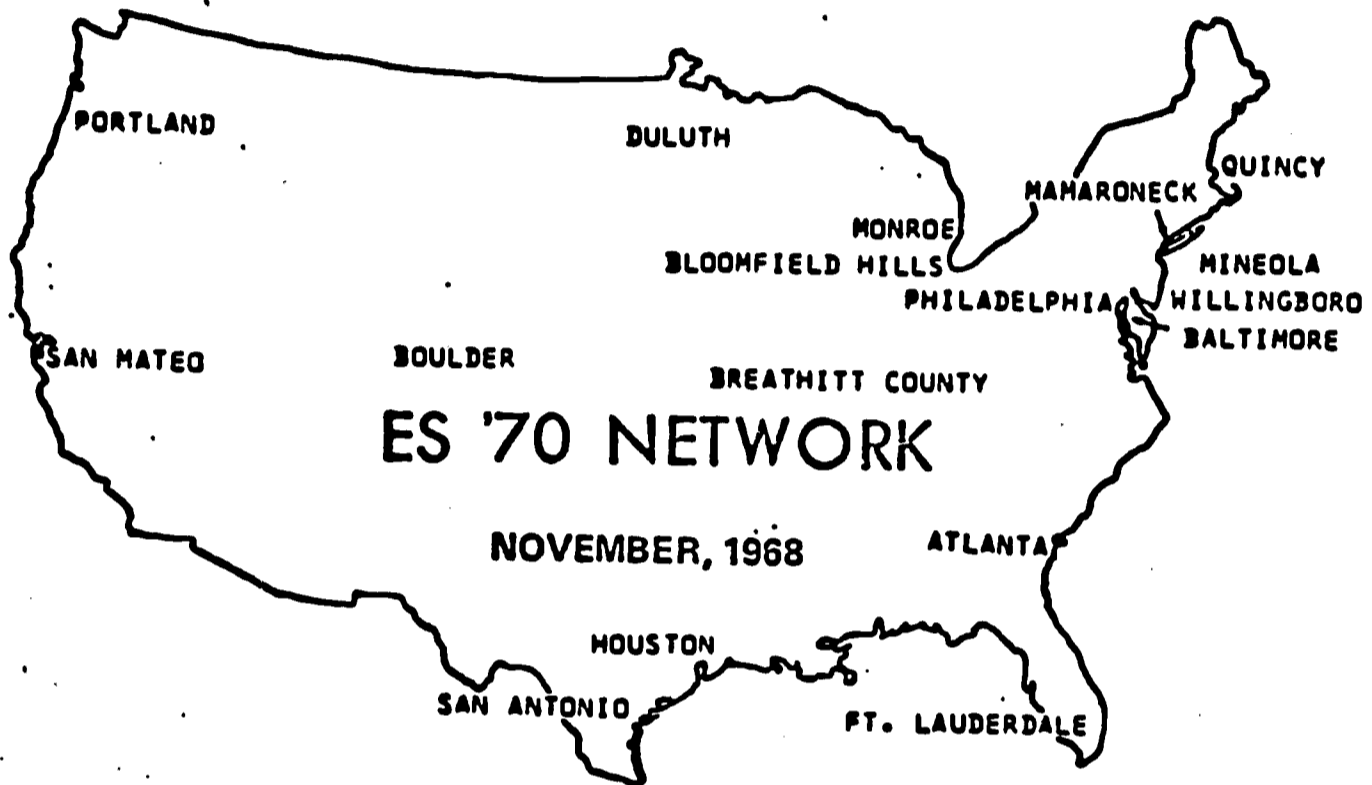 PORTLAND
DULUTH
QUINCY
MAMARONECK
MONROE
BLOOMFIELD HILLS
MINEOLA
PHILADELPHIA
WILLINGBORO
BALTIMORE
SAN MATEO
BOULDER
BREATHITT COUNTY
ES '70 NETWORK
NOVEMBER, 1968
ATLANTA
HOUSTON
SAN ANTONIO
FT. LAUDERDALE